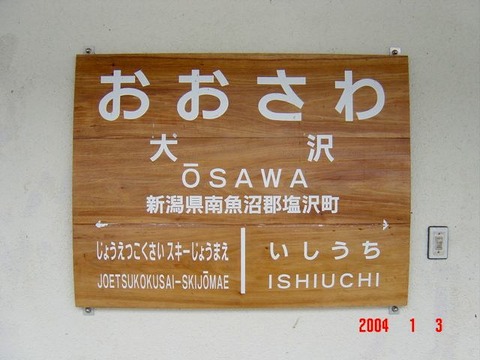 おおさわ
大沢
ŌSAWA
新潟県南魚沼郡塩沢町
じょうえつこくさいスキーじょうまえ
JOETSUKOKUSAI-SKIJŌMAE
いしうち
ISHIUCHI
2004 1 3